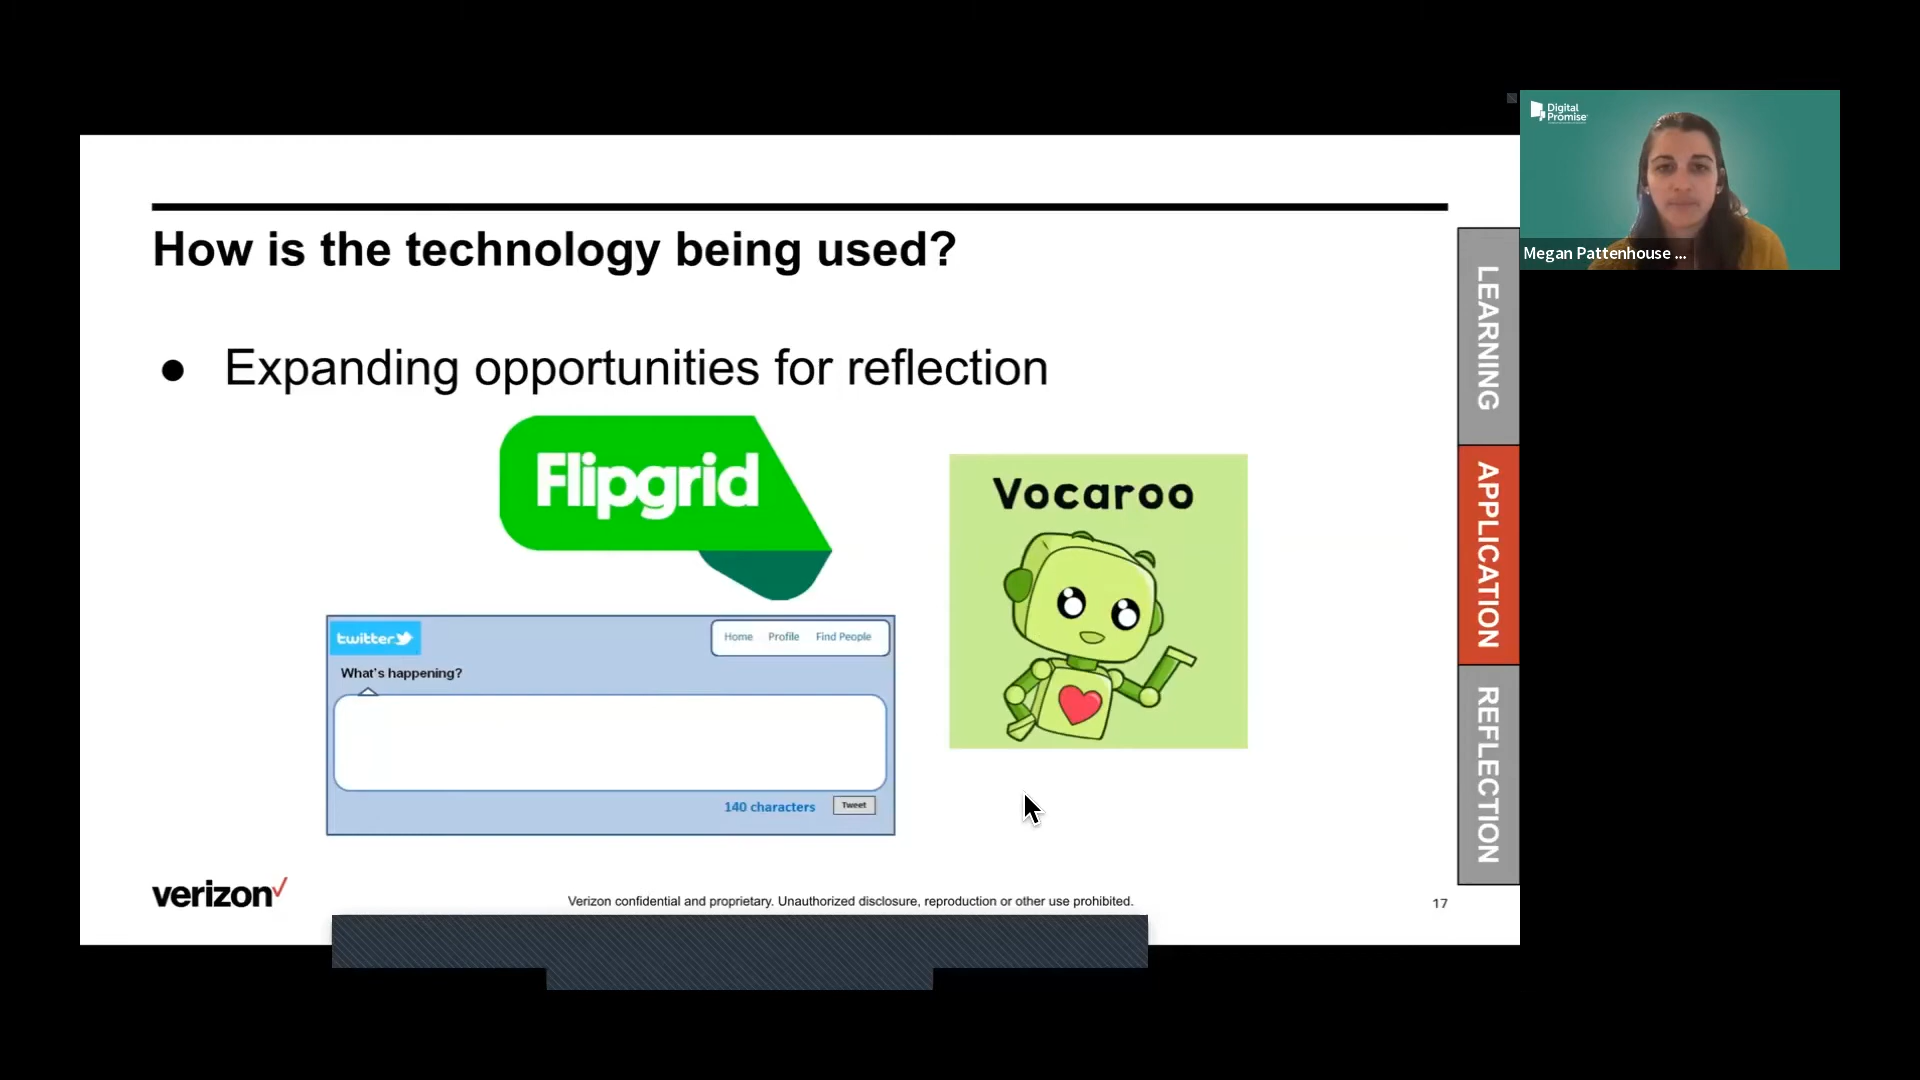 Digital
Promise
Megan Pattenhouse ...
How is the technology being used?
● Expanding opportunities for reflection
Flipgrid
Vocaroo
twitter
Home Profile Find People
What's happening?
140 characters
Tweet
LEARNING
APPLICATION
REFLECTION
verizon
Verizon confidential and proprietary. Unauthorized disclosure, reproduction or other use prohibited.
17